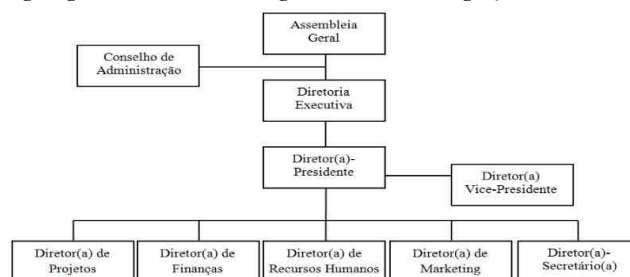 Assembleia
Geral
Conselho de
Administração
Diretoria
Executiva
Diretor(a)-
Presidente
Diretor(a)
Vice-Presidente
Diretor(a) de
Projetos
Diretor(a) de
Finanças
Diretor(a) de
Recursos Humanos
Diretor(a) de
Marketing
Diretor(a)-
Secretário(a)